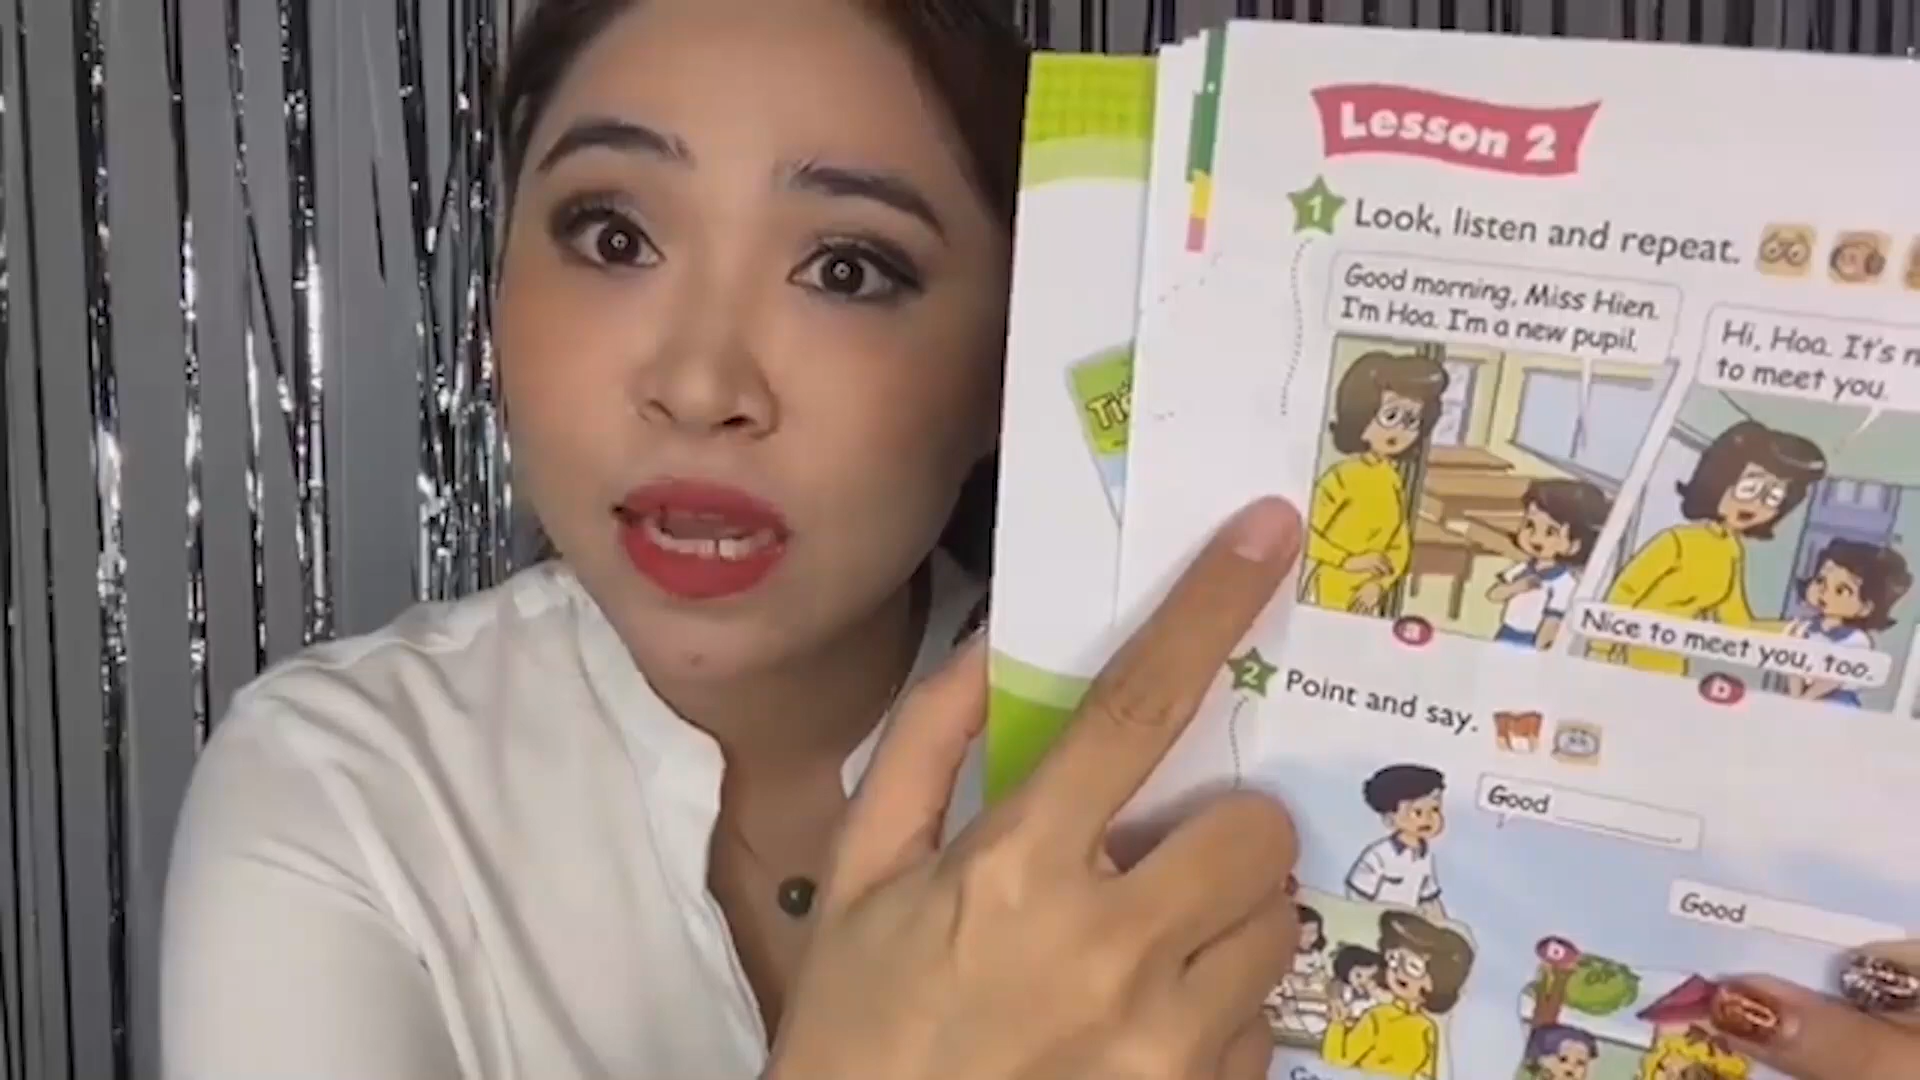 Lesson 2
1 Look, listen and repeat.
Good morning, Miss Hien.
I'm Hoa. I'm a new pupil.
Hi, Hoa. It's
to meet you.
Nice to meet you, too.
a
b
2 Point and say.
Good
Good
b